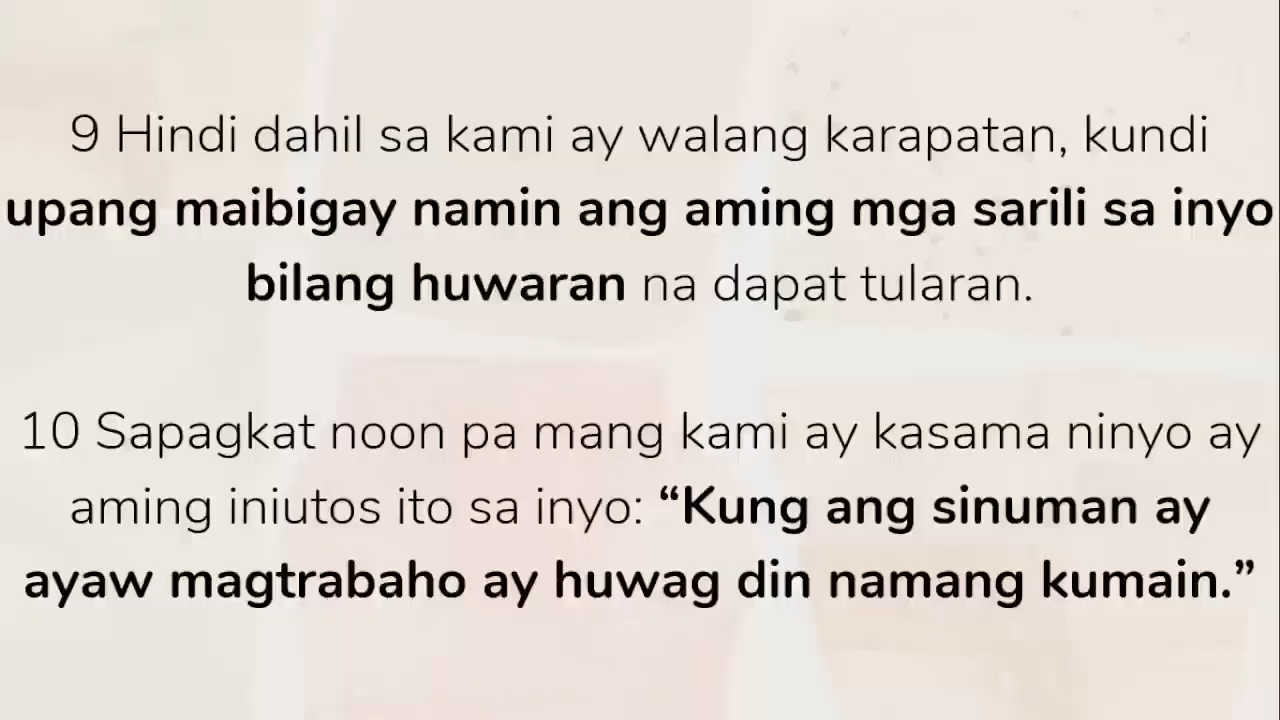 9 Hindi dahil sa kami ay walang karapatan, kundi
upang maibigay namin ang aming mga sarili sa inyo
bilang huwaran na dapat tularan.
10 Sapagkat noon pa mang kami ay kasama ninyo ay
aming iniutos ito sa inyo: “Kung ang sinuman ay
ayaw magtrabaho ay huwag din namang kumain.”